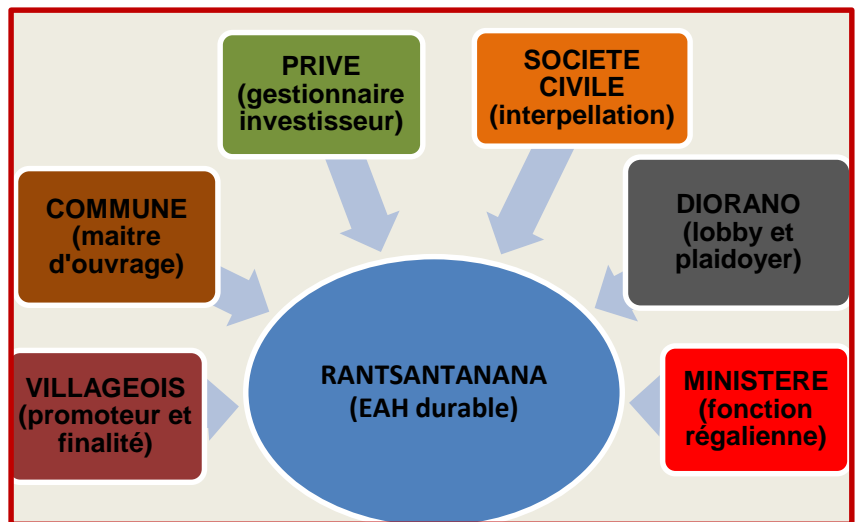 PRIVE
(gestionnaire
investisseur)
SOCIETE
CIVILE
(interpellation)
COMMUNE
(maitre
d'ouvrage)
DIORANO
(lobby et
plaidoyer)
VILLAGEOIS
(promoteur et
finalité)
RANTSANTANANA
(EAH durable)
MINISTERE
(fonction
régalienne)